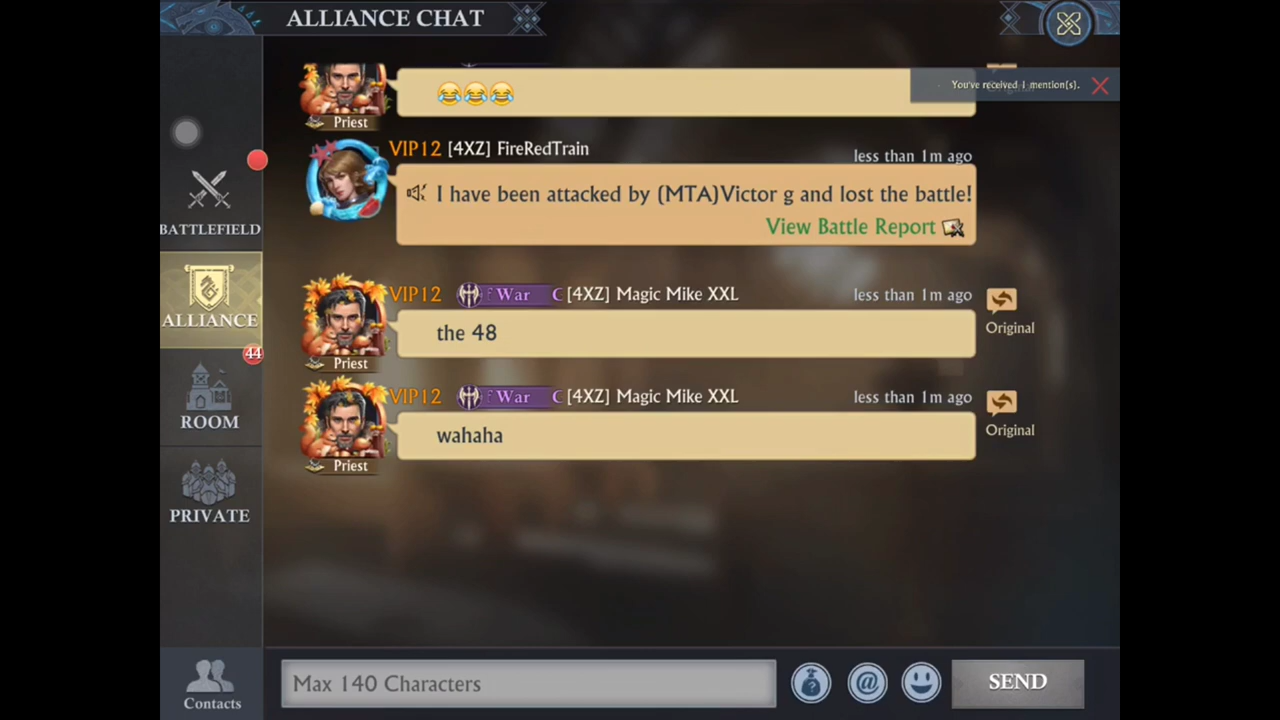 ALLIANCE CHAT
You've received 1 mention(s).
😂😂😂
Original
Priest
VIP12 [4XZ] FireRedTrain
less than 1m ago
I have been attacked by (MTA)Victor g and lost the battle!
View Battle Report
BATTLEFIELD
VIP12 f War C [4XZ] Magic Mike XXL
less than 1m ago
the 48
Original
Priest
ALLIANCE
44
VIP12 f War C [4XZ] Magic Mike XXL
less than 1m ago
wahaha
Original
Priest
ROOM
PRIVATE
Contacts
Max 140 Characters
SEND